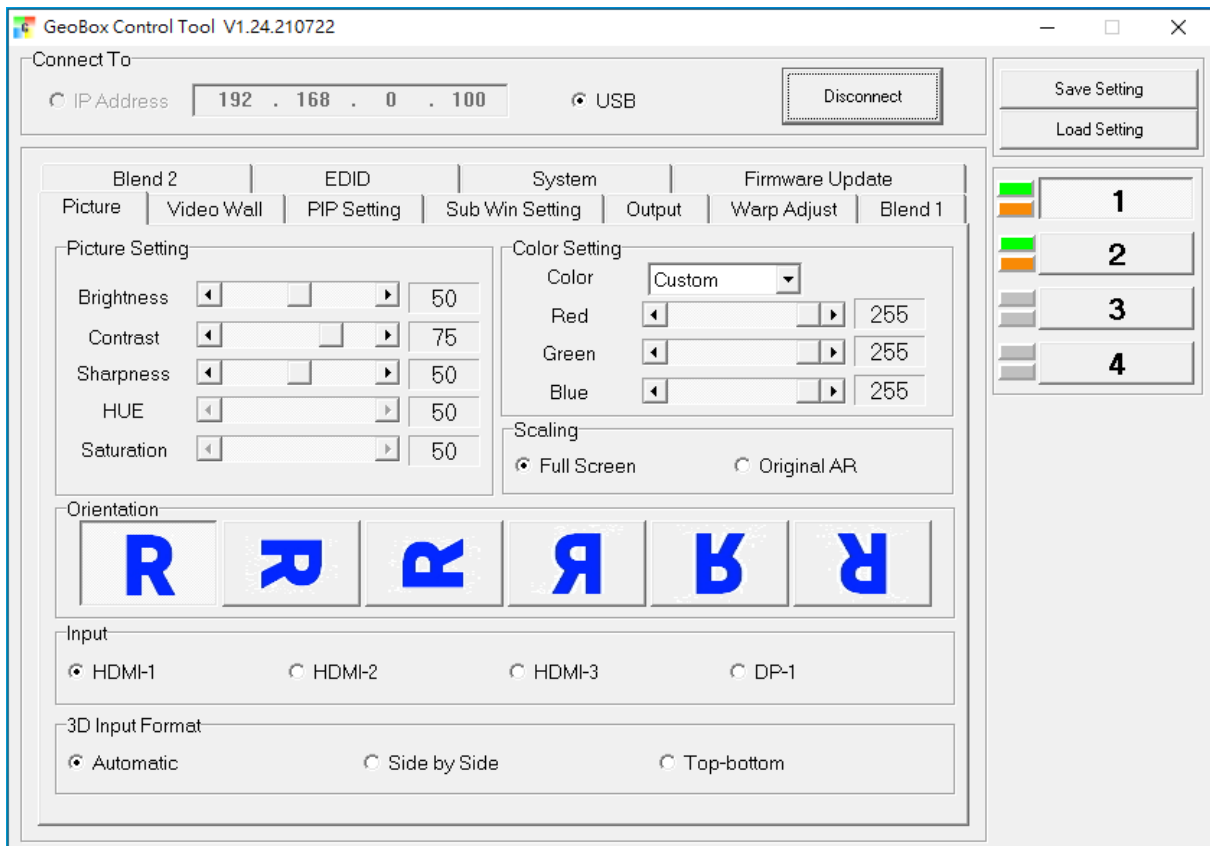 GeoBox Control Tool V1.24.210722
Connect To
IP Address 192 . 168 . 0 . 100 USB Disconnect
Save Setting
Load Setting
Blend 2 EDID System Firmware Update
Picture Video Wall PIP Setting Sub Win Setting Output Warp Adjust Blend 1
1
2
3
4
Picture Setting
Brightness 50
Contrast 75
Sharpness 50
HUE 50
Saturation 50
Color Setting
Color Custom
Red 255
Green 255
Blue 255
Scaling
Full Screen Original AR
Orientation
R R R R R R
Input
HDMI-1 HDMI-2 HDMI-3 DP-1
3D Input Format
Automatic Side by Side Top-bottom